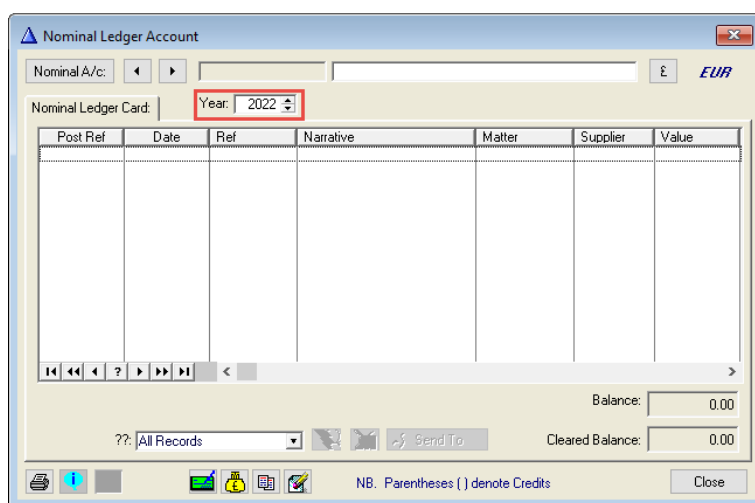 Nominal Ledger Account
Nominal A/c: £ EUR
Nominal Ledger Card: Year: 2022
Post Ref Date Ref Narrative Matter Supplier Value
?
Balance: 0.00
??: All Records Send To Cleared Balance: 0.00
NB. Parentheses ( ) denote Credits Close